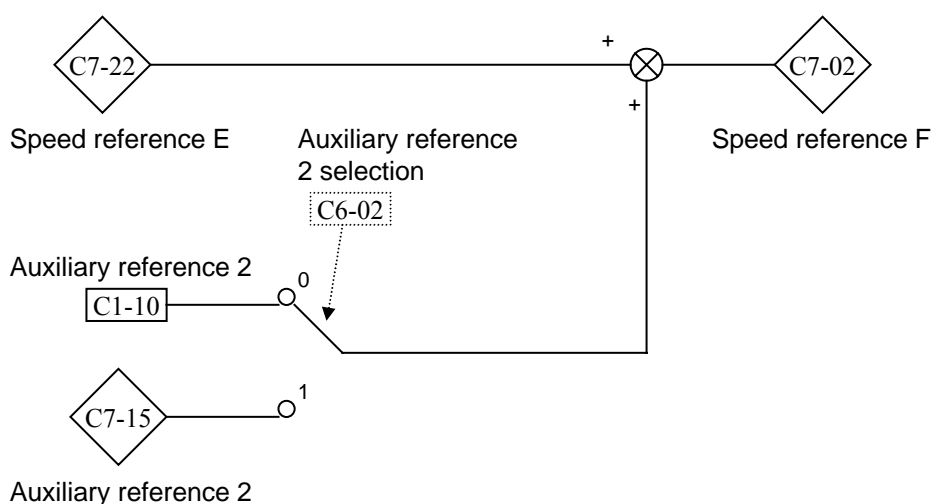 +
C7-22
C7-02
+
Speed reference E
Auxiliary reference
2 selection
Speed reference F
C6-02
Auxiliary reference 2
0
C1-10
1
C7-15
Auxiliary reference 2